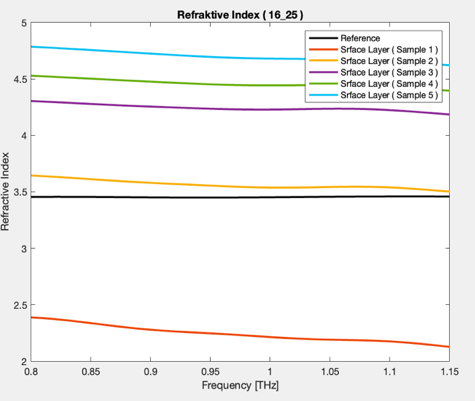 Refraktive Index ( 16_25 )
Reference
Srface Layer ( Sample 1 )
Srface Layer ( Sample 2 )
Srface Layer ( Sample 3 )
Srface Layer ( Sample 4 )
Srface Layer ( Sample 5 )
Refractive Index
5
4.5
4
3.5
3
2.5
2
0.8
0.85
0.9
0.95
1
1.05
1.1
1.15
Frequency [THz]